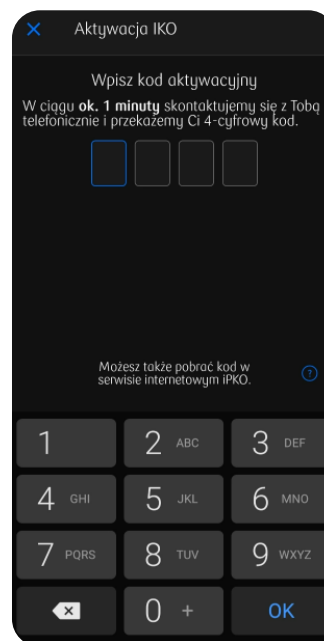 Aktywacja IKO
Wpisz kod aktywacyjny
W ciągu ok. 1 minuty skontaktujemy się z Tobą
telefonicznie i przekażemy Ci 4-cyfrowy kod.
Możesz także pobrać kod w
serwisie internetowym iPKO.
?
1
2 ABC
3 DEF
4 GHI
5 JKL
6 MNO
7 PQRS
8 TUV
9 WXYZ
0 +
OK